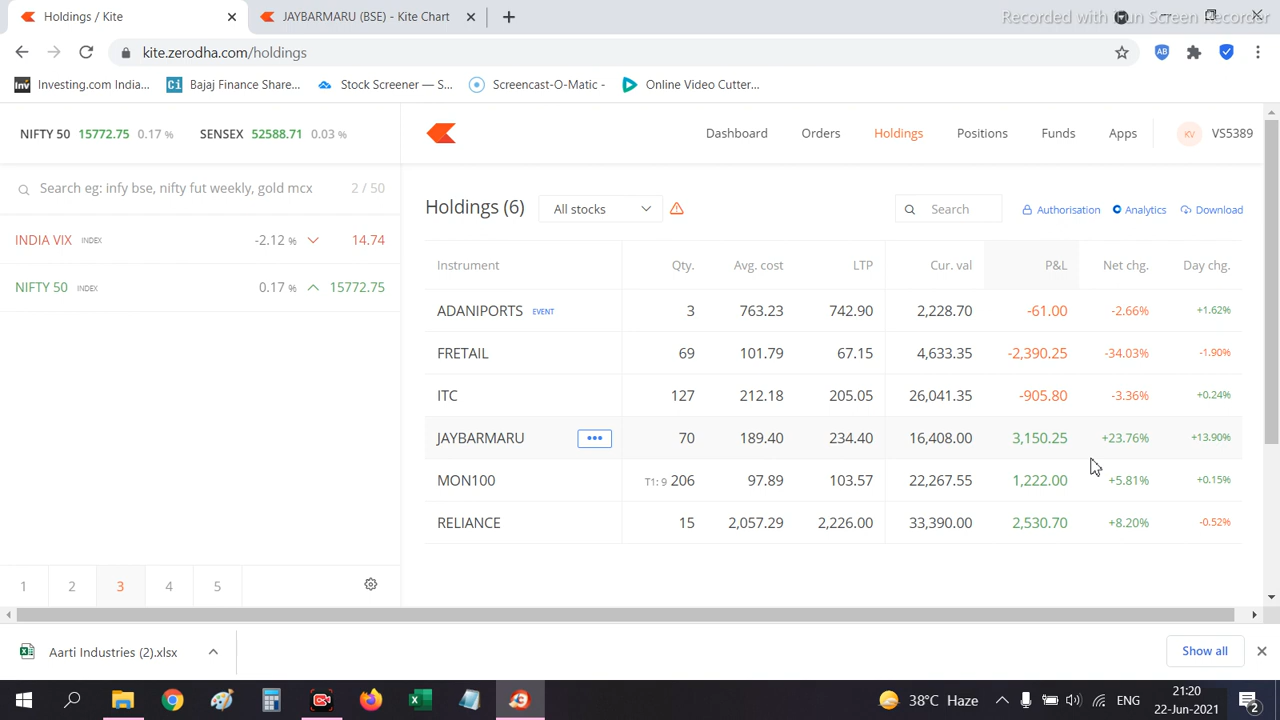 Holdings / Kite
JAYBARMARU (BSE) - Kite Chart
Recorded with Fun Screen Recorder
kite.zerodha.com/holdings
Investing.com India...
Bajaj Finance Share...
Stock Screener — S...
Screencast-O-Matic -
Online Video Cutter...
NIFTY 50 15772.75 0.17 % SENSEX 52588.71 0.03 %
Dashboard Orders Holdings Positions Funds Apps KV VS5389
Search eg: infy bse, nifty fut weekly, gold mcx 2 / 50
INDIA VIX INDEX -2.12 % 14.74
NIFTY 50 INDEX 0.17 % 15772.75
1 2 3 4 5
Holdings (6) All stocks Search Authorisation Analytics Download
Instrument Qty. Avg. cost LTP Cur. val P&L Net chg. Day chg.
ADANIPORTS EVENT 3 763.23 742.90 2,228.70 -61.00 -2.66% +1.62%
FRETAIL 69 101.79 67.15 4,633.35 -2,390.25 -34.03% -1.90%
ITC 127 212.18 205.05 26,041.35 -905.80 -3.36% +0.24%
JAYBARMARU ••• 70 189.40 234.40 16,408.00 3,150.25 +23.76% +13.90%
MON100 T1: 9 206 97.89 103.57 22,267.55 1,222.00 +5.81% +0.15%
RELIANCE 15 2,057.29 2,226.00 33,390.00 2,530.70 +8.20% -0.52%
Aarti Industries (2).xlsx
Show all
38°C Haze
ENG
21:20
22-Jun-2021
2